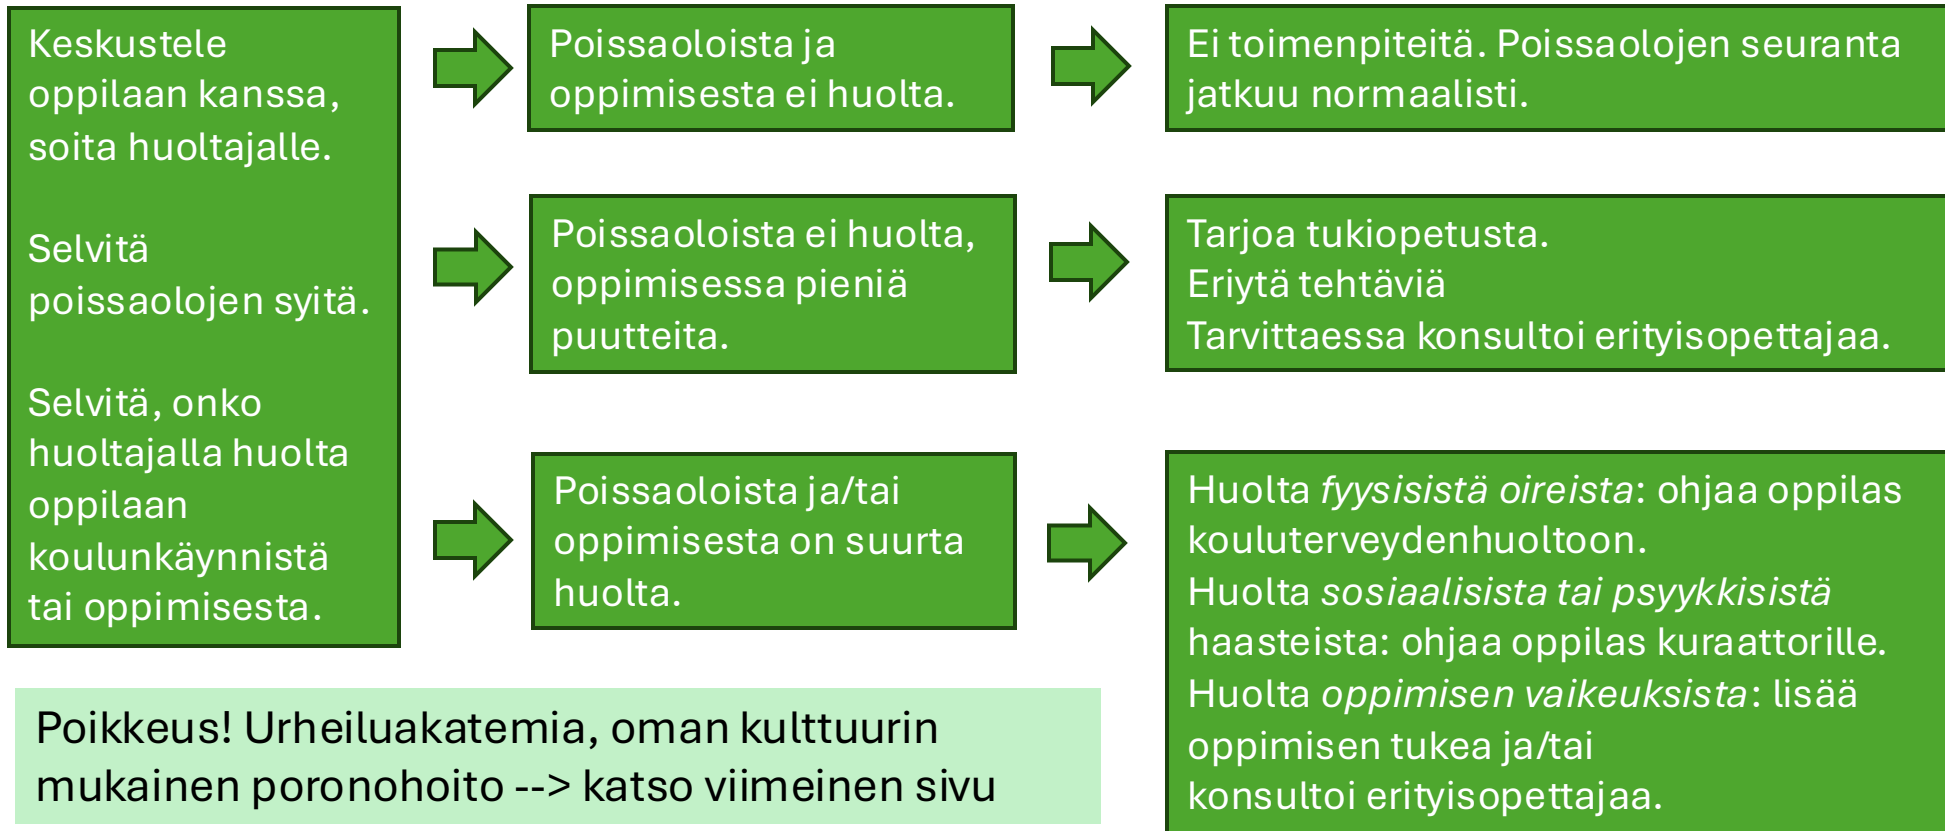 Keskustele
oppilaan kanssa,
soita huoltajalle.
Selvitä
poissaolojen syitä.
Selvitä, onko
huoltajalla huolta
oppilaan
koulunkäynnistä
tai oppimisesta.
Poissaoloista ja
oppimisesta ei huolta.
Ei toimenpiteitä. Poissaolojen seuranta
jatkuu normaalisti.
Poissaoloista ei huolta,
oppimisessa pieniä
puutteita.
Tarjoa tukiopetusta.
Eriytä tehtäviä
Tarvittaessa konsultoi erityisopettajaa.
Poissaoloista ja/tai
oppimisesta on suurta
huolta.
Huolta fyysisistä oireista: ohjaa oppilas
kouluterveydenhuoltoon.
Huolta sosiaalisista tai psyykkisistä
haasteista: ohjaa oppilas kuraattorille.
Huolta oppimisen vaikeuksista: lisää
oppimisen tukea ja/tai
konsultoi erityisopettajaa.
Poikkeus! Urheiluakatemia, oman kulttuurin
mukainen poronohoito --> katso viimeinen sivu